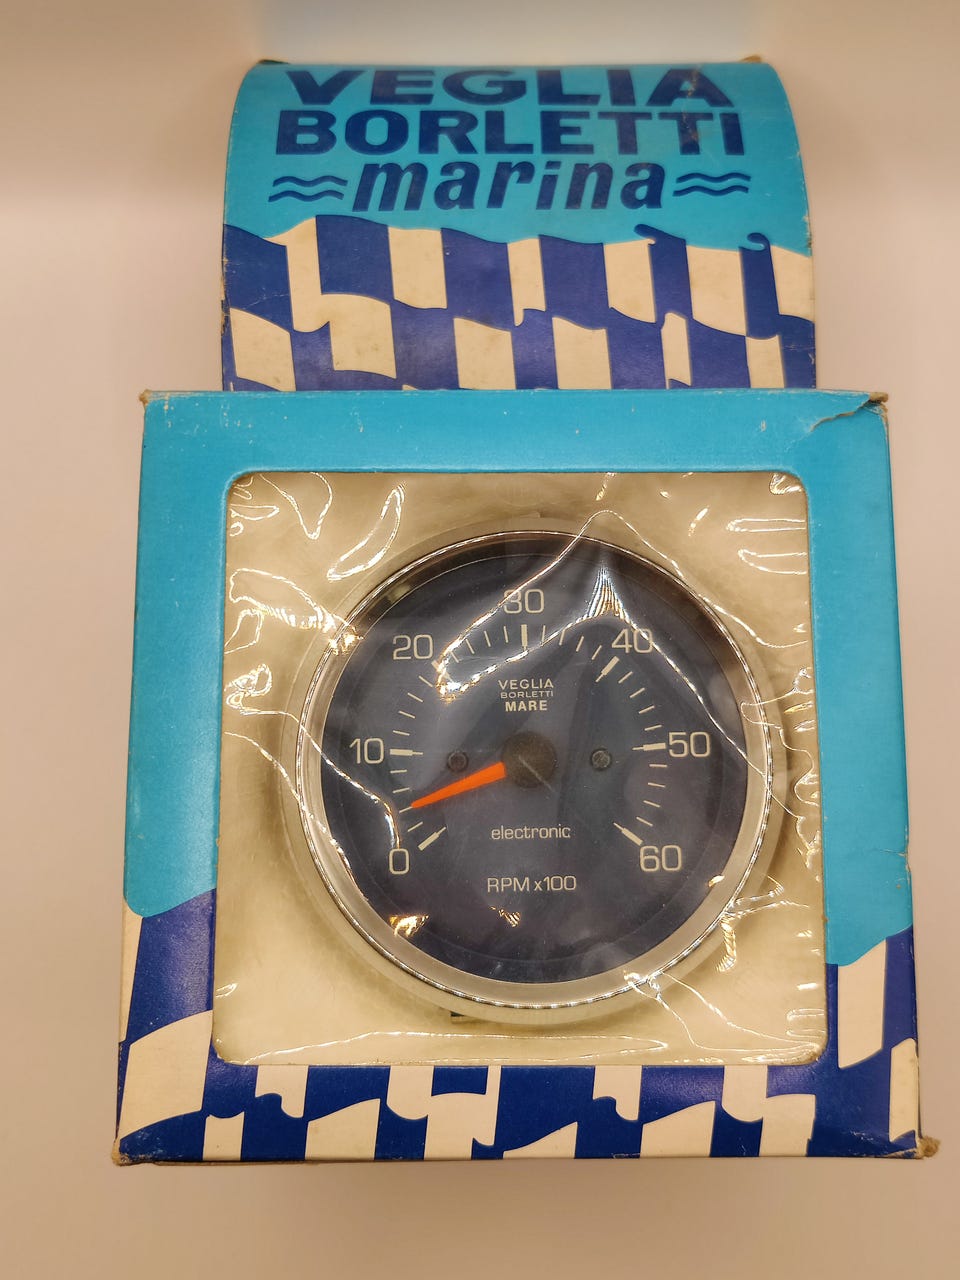 VEGLIA
BORLETTI
marina
30
20
40
VEGLIA
BORLETTI
MARE
10
50
electronic
0
60
RPM x100